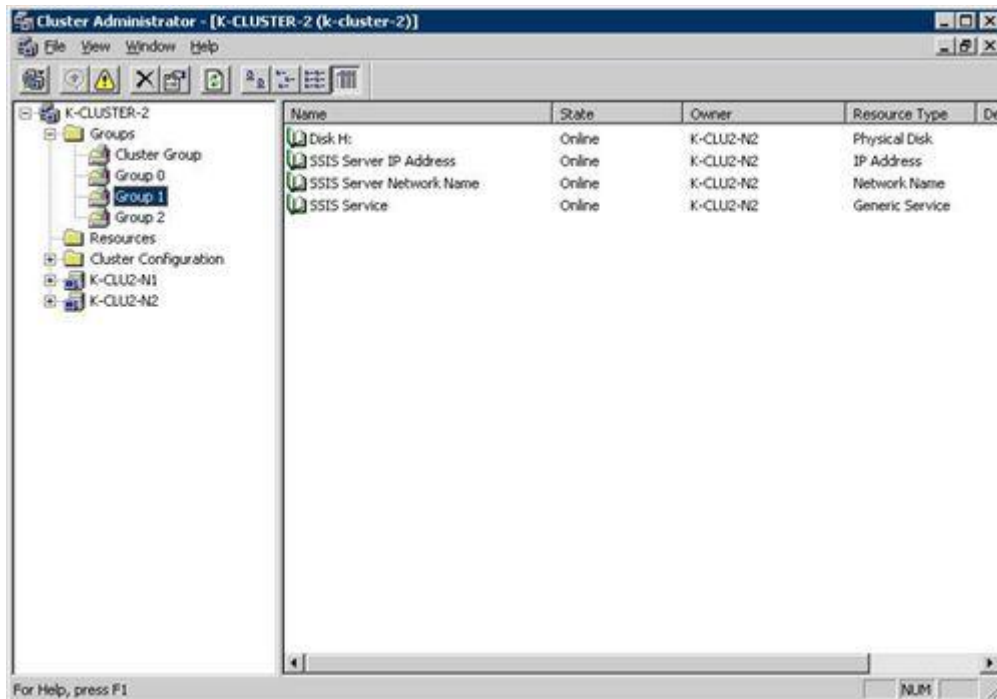 Cluster Administrator - [K-CLUSTER-2 (k-cluster-2)]
File View Window Help
K-CLUSTER-2
Groups
Cluster Group
Group 0
Group 1
Group 2
Resources
Cluster Configuration
K-CLU2-N1
K-CLU2-N2
Name State Owner Resource Type De
Disk H: Online K-CLU2-N2 Physical Disk
SSIS Server IP Address Online K-CLU2-N2 IP Address
SSIS Server Network Name Online K-CLU2-N2 Network Name
SSIS Service Online K-CLU2-N2 Generic Service
For Help, press F1
NUM